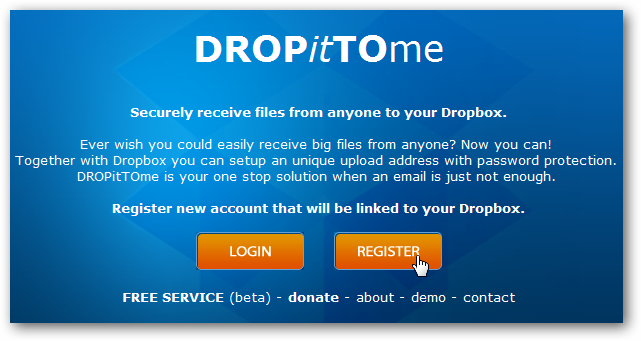 DROPitTOme
Securely receive files from anyone to your Dropbox.
Ever wish you could easily receive big files from anyone? Now you can!
Together with Dropbox you can setup an unique upload address with password protection.
DROPitTOme is your one stop solution when an email is just not enough.
Register new account that will be linked to your Dropbox.
LOGIN REGISTER
FREE SERVICE (beta) - donate - about - demo - contact